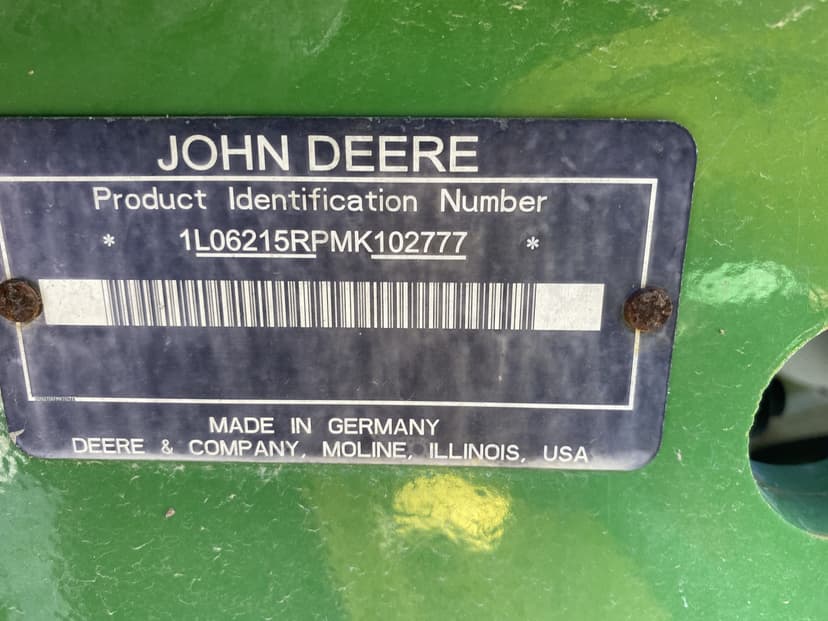 JOHN DEERE
Product Identification Number
* 1L06215RPMK102777 *
MADE IN GERMANY
DEERE & COMPANY, MOLINE, ILLINOIS, USA